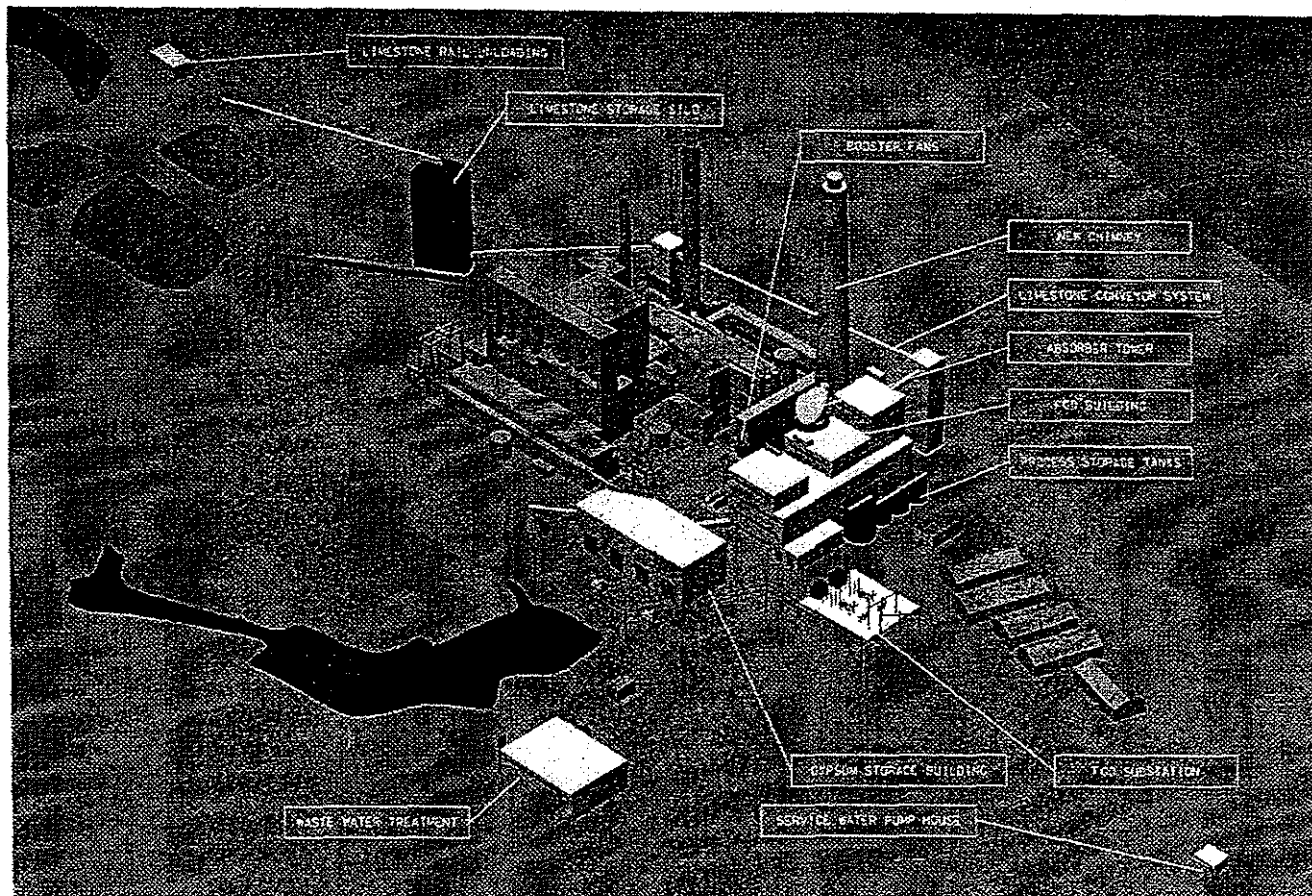 LIMESTONE RAIL UNLOADING
LIMESTONE STORAGE SILO
BOOSTER FANS
NEW CHIMNEY
LIMESTONE CONVEYOR SYSTEM
ABSORBER TOWER
FGD BUILDING
PROCESS STORAGE TANKS
GYPSUM STORAGE BUILDING
FGD SUBSTATION
WASTE WATER TREATMENT
SERVICE WATER PUMP HOUSE